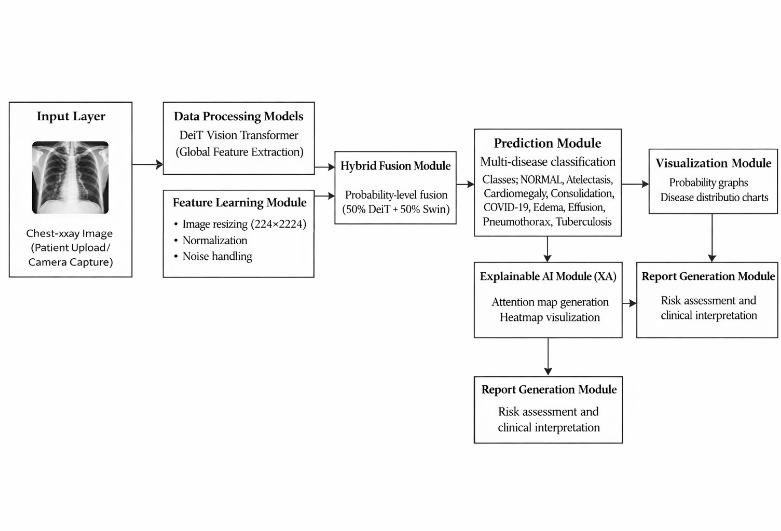 Input Layer
Chest-xxay Image
(Patient Upload/
Camera Capture)
Data Processing Models
DeiT Vision Transformer
(Global Feature Extraction)
Feature Learning Module
• Image resizing (224×2224)
• Normalization
• Noise handling
Hybrid Fusion Module
Probability-level fusion
(50% DeiT + 50% Swin)
Prediction Module
Multi-disease classification
Classes; NORMAL, Atelectasis,
Cardiomegaly, Consolidation,
COVID-19, Edema, Effusion,
Pneumothorax, Tuberculosis
Visualization Module
Probability graphs
Disease distributio charts
Explainable AI Module (XA)
Attention map generation
Heatmap visulization
Report Generation Module
Risk assessment and
clinical interpretation
Report Generation Module
Risk assessment and
clinical interpretation